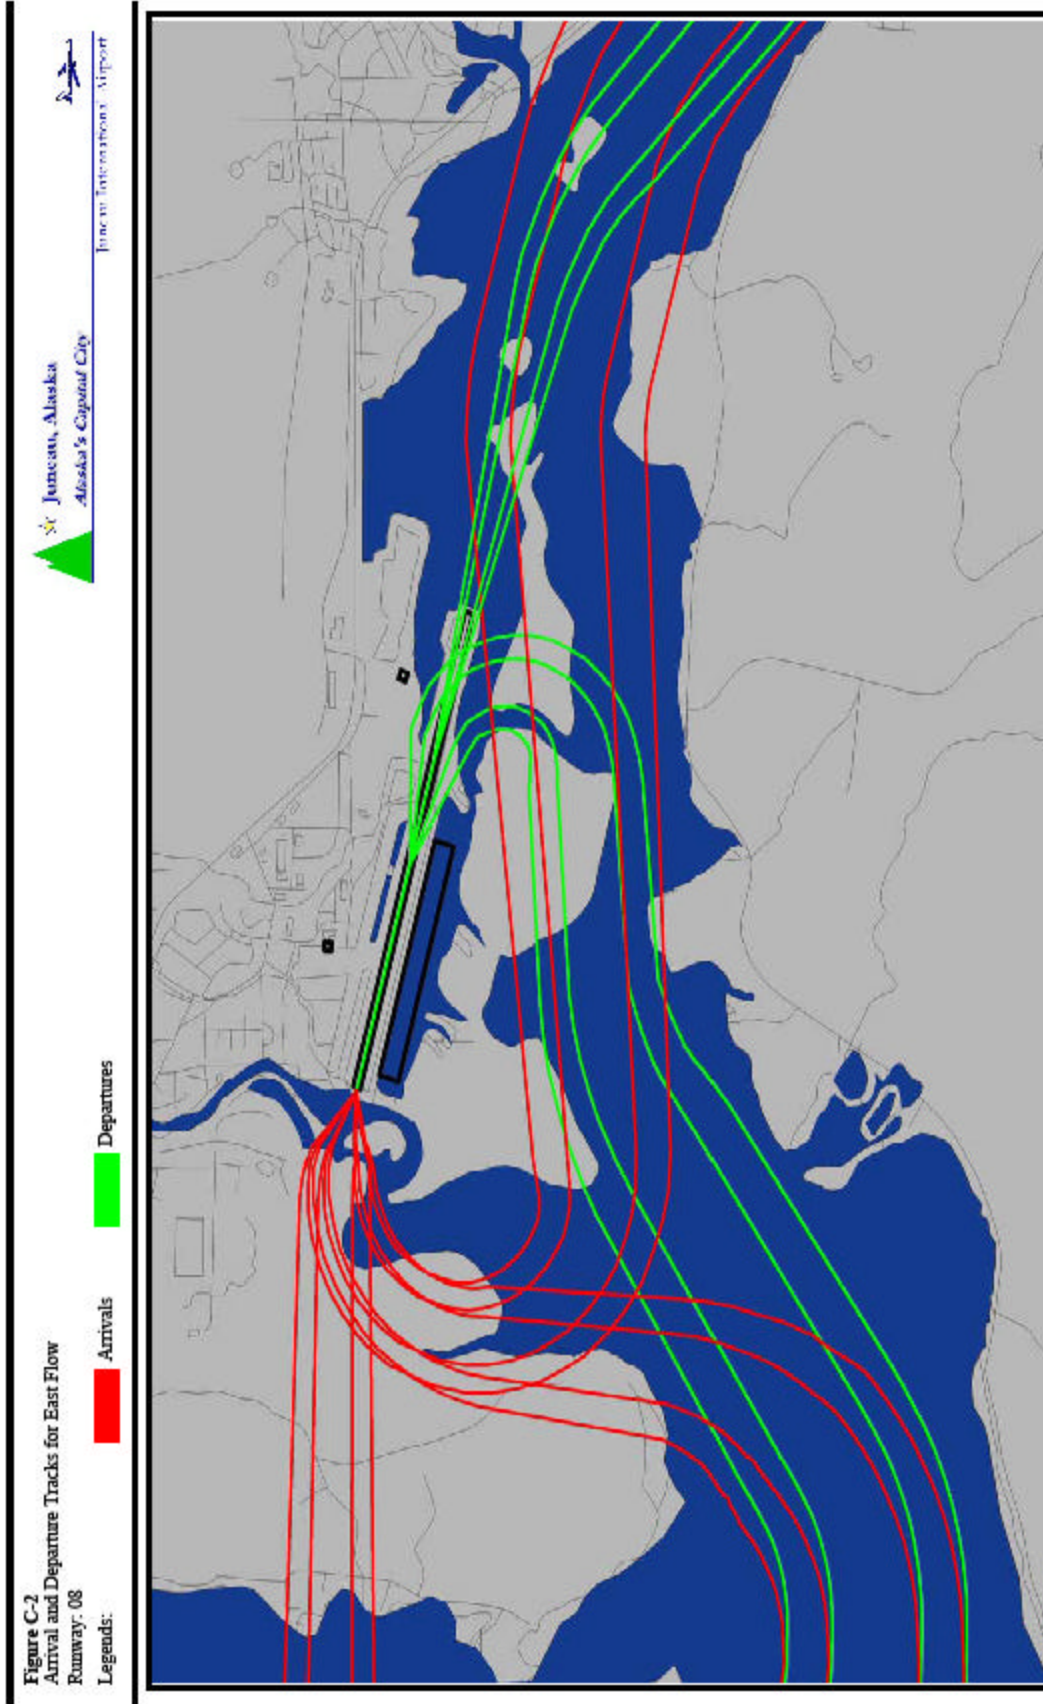 Figure C-2
Arrival and Departure Tracks for East Flow
Runway: 08
Legends:
Arrivals
Departures
Juneau, Alaska
Alaska's Capital City
Juneau International Airport